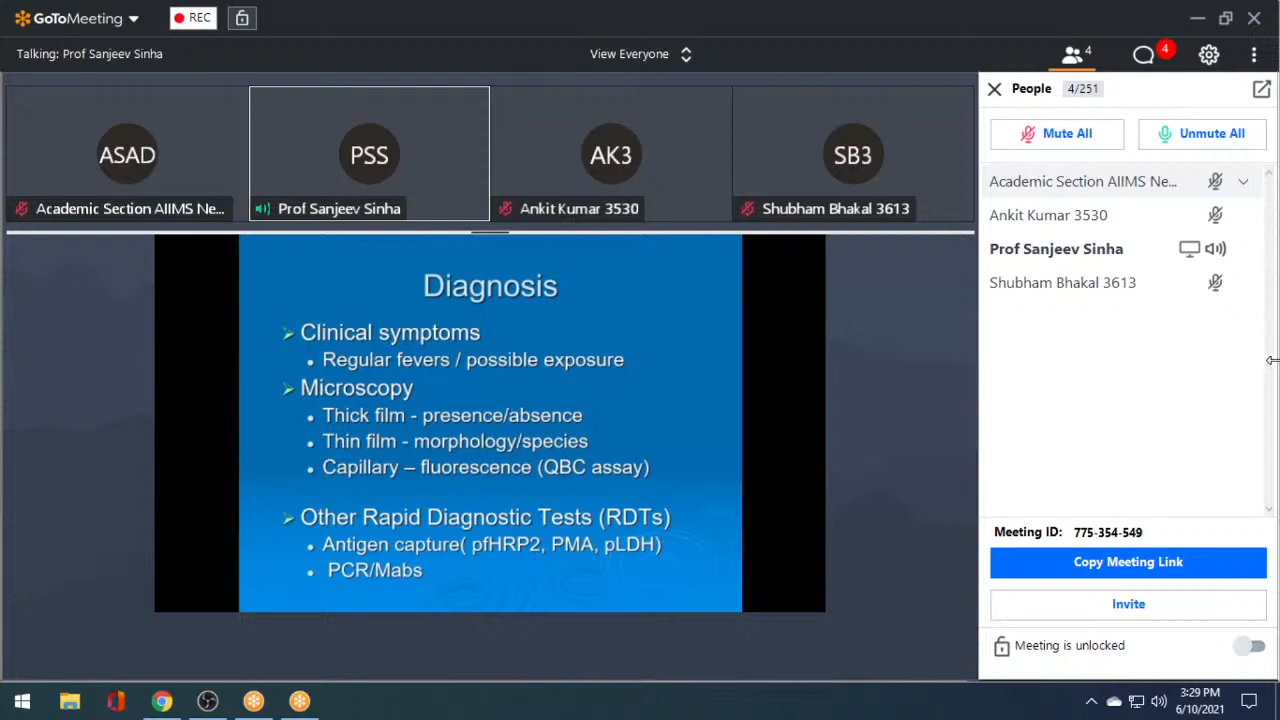 GoToMeeting
REC
Talking: Prof Sanjeev Sinha
View Everyone
4
4
People 4/251
Mute All
Unmute All
ASAD
PSS
AK3
SB3
Academic Section AIIMS Ne...
Prof Sanjeev Sinha
Ankit Kumar 3530
Shubham Bhakal 3613
Academic Section AIIMS Ne...
Ankit Kumar 3530
Prof Sanjeev Sinha
Shubham Bhakal 3613
Diagnosis
Clinical symptoms
Regular fevers / possible exposure
Microscopy
Thick film - presence/absence
Thin film - morphology/species
Capillary – fluorescence (QBC assay)
Other Rapid Diagnostic Tests (RDTs)
Antigen capture( pfHRP2, PMA, pLDH)
PCR/Mabs
Meeting ID: 775-354-549
Copy Meeting Link
Invite
Meeting is unlocked
3:29 PM
6/10/2021